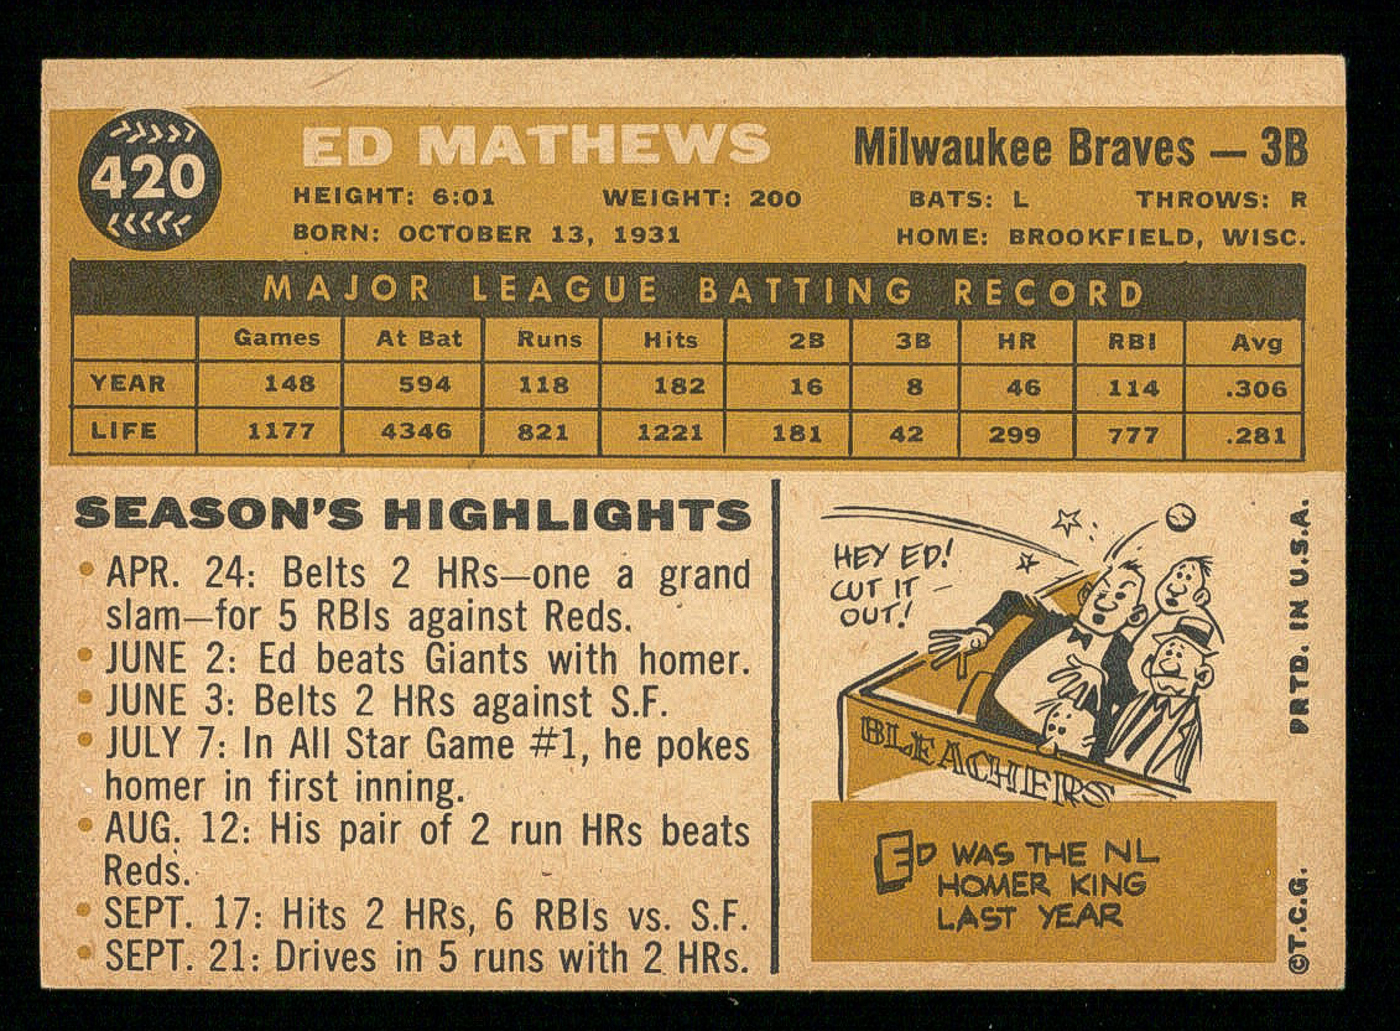 420
ED MATHEWS
Milwaukee Braves — 3B
HEIGHT: 6:01 WEIGHT: 200 BATS: L THROWS: R
BORN: OCTOBER 13, 1931 HOME: BROOKFIELD, WISC.
MAJOR LEAGUE BATTING RECORD
Games At Bat Runs Hits 2B 3B HR RBI Avg
YEAR 148 594 118 182 16 8 46 114 .306
LIFE 1177 4346 821 1221 181 42 299 777 .281
SEASON'S HIGHLIGHTS
• APR. 24: Belts 2 HRs—one a grand
slam—for 5 RBIs against Reds.
• JUNE 2: Ed beats Giants with homer.
• JUNE 3: Belts 2 HRs against S.F.
• JULY 7: In All Star Game #1, he pokes
homer in first inning.
• AUG. 12: His pair of 2 run HRs beats
Reds.
• SEPT. 17: Hits 2 HRs, 6 RBIs vs. S.F.
• SEPT. 21: Drives in 5 runs with 2 HRs.
HEY ED!
CUT IT
OUT!
BLEACHERS
ED WAS THE NL
HOMER KING
LAST YEAR
PRTD. IN U.S.A.
©T.C.G.